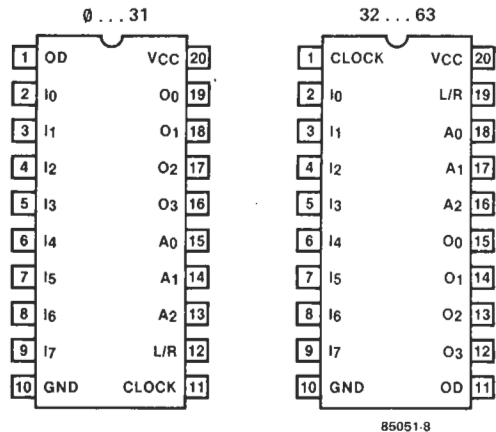 0...31
1 OD VCC 20
2 I0 O0 19
3 I1 O1 18
4 I2 O2 17
5 I3 O3 16
6 I4 A0 15
7 I5 A1 14
8 I6 A2 13
9 I7 L/R 12
10 GND CLOCK 11
32...63
1 CLOCK VCC 20
2 I0 L/R 19
3 I1 A0 18
4 I2 A1 17
5 I3 A2 16
6 I4 O0 15
7 I5 O1 14
8 I6 O2 13
9 I7 O3 12
10 GND OD 11
85051-8